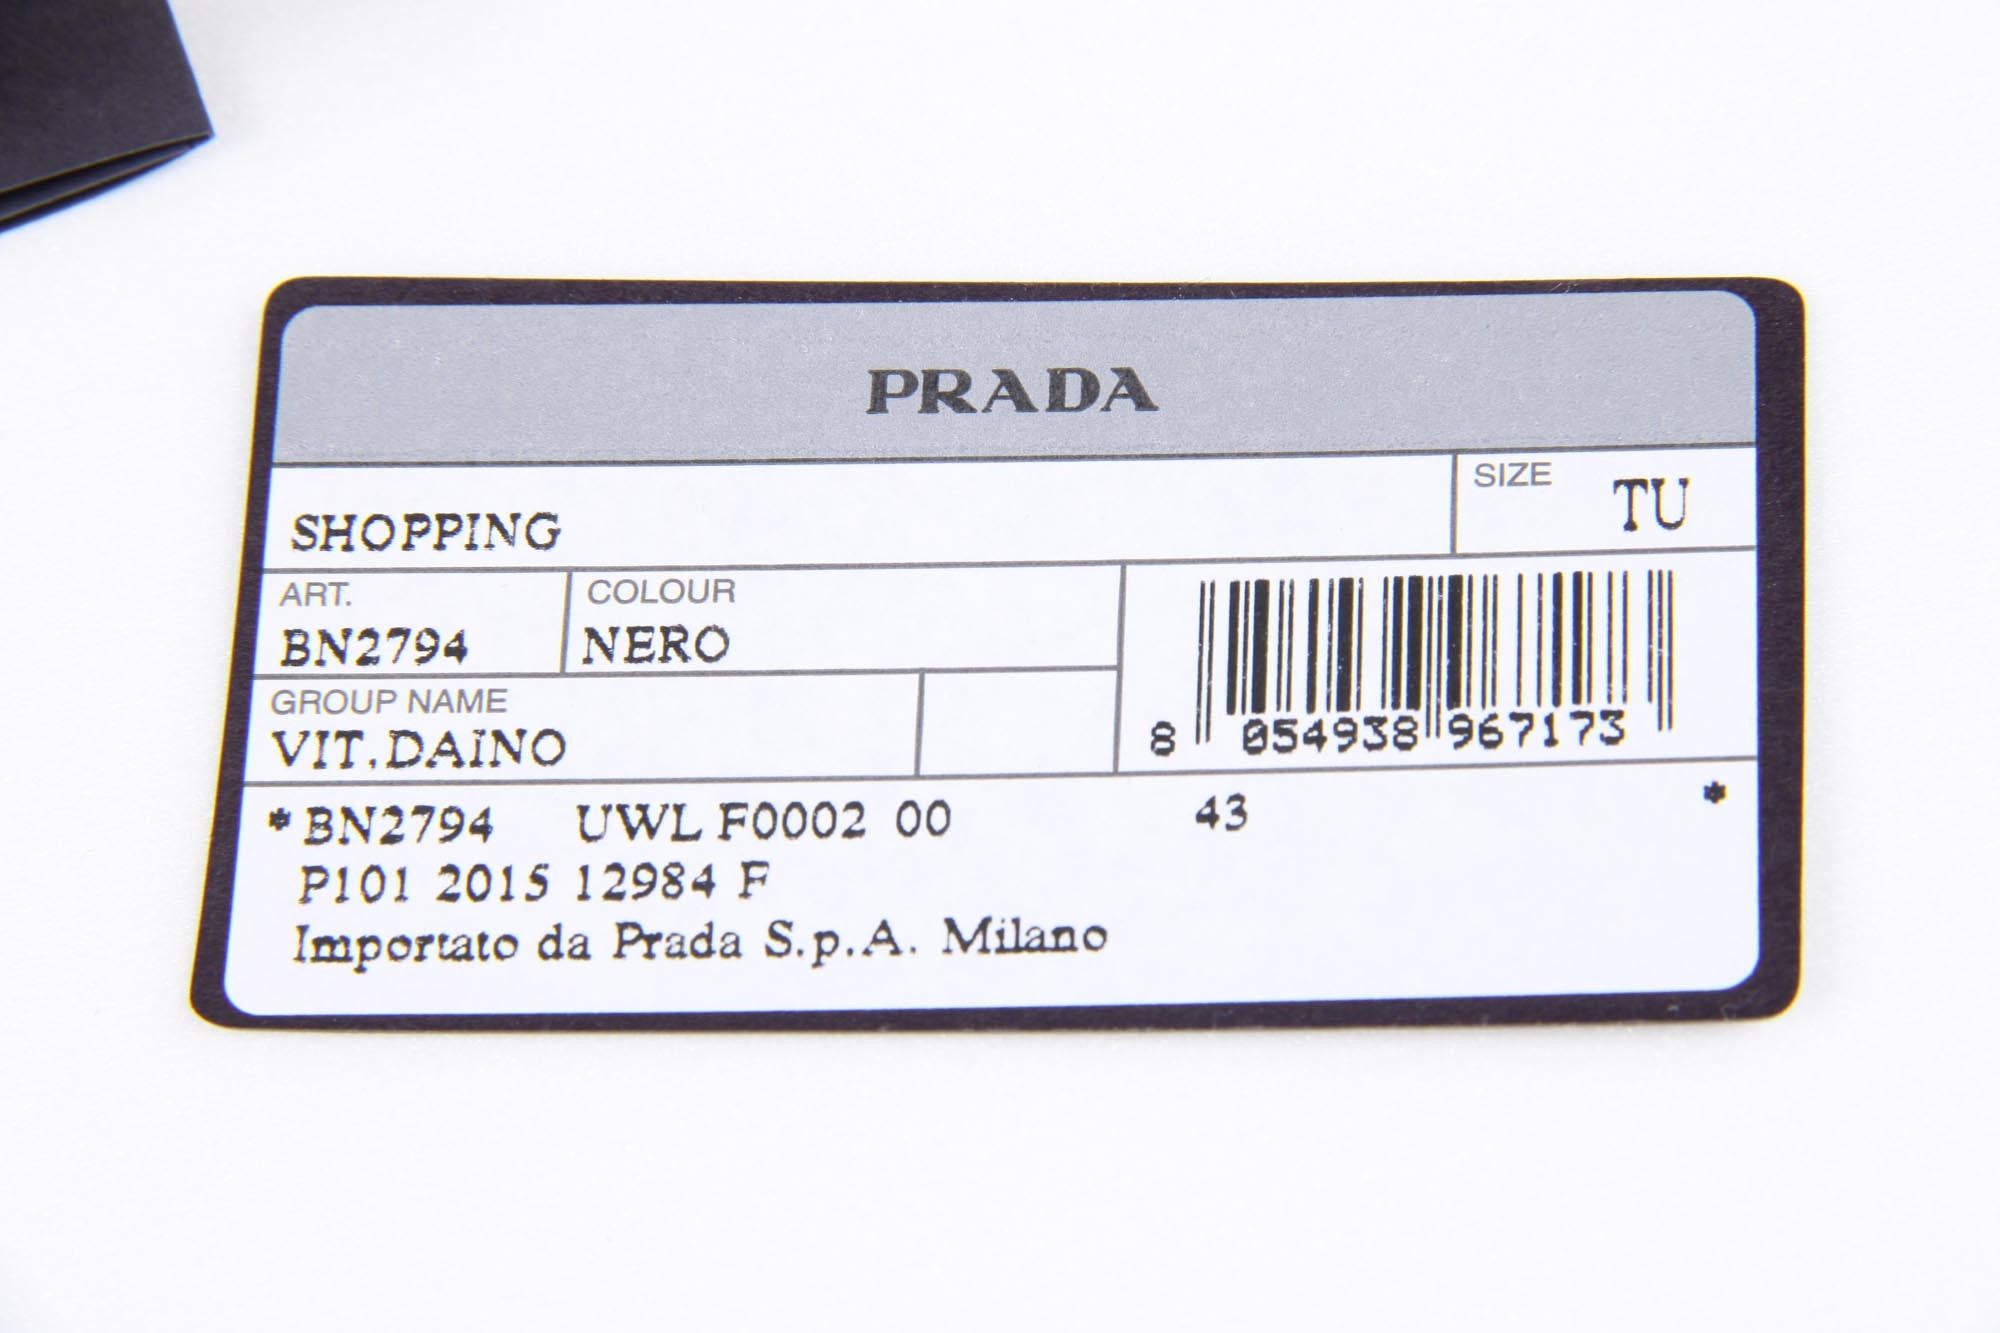 PRADA
SHOPPING
SIZE TU
ART.
BN2794
COLOUR
NERO
GROUP NAME
VIT.DAINO
8 054938 967173
*BN2794 UWL F0002 00 43 *
P101 2015 12984 F
Importato da Prada S.p.A. Milano